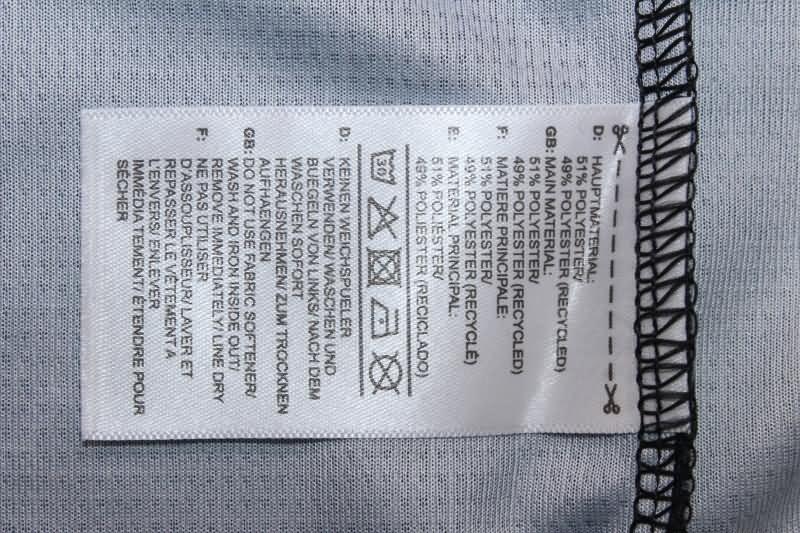 D: HAUPTMATERIAL:
51% POLYESTER/
49% POLYESTER (RECYCLED)
GB: MAIN MATERIAL:
51% POLYESTER/
49% POLYESTER (RECYCLED)
F: MATIERE PRINCIPALE:
51% POLYESTER/
49% POLYESTER (RECYCLÉ)
E: MATERIAL PRINCIPAL:
51% POLIÉSTER/
49% POLIÉSTER (RECICLADO)
30
D: KEINEN WEICHSPUELER
VERWENDEN/ WASCHEN UND
BUEGELN VON LINKS/ NACH DEM
WASCHEN SOFORT
HERAUSNEHMEN/ ZUM TROCKNEN
AUFHAENGEN
GB: DO NOT USE FABRIC SOFTENER/
WASH AND IRON INSIDE OUT/
REMOVE IMMEDIATELY/ LINE DRY
F: NE PAS UTILISER
D'ASSOUPLISSEUR/ LAVER ET
REPASSER LE VÊTEMENT A
L'ENVERS/ ENLEVER
IMMÉDIATEMENT/ ÉTENDRE POUR
SÉCHER